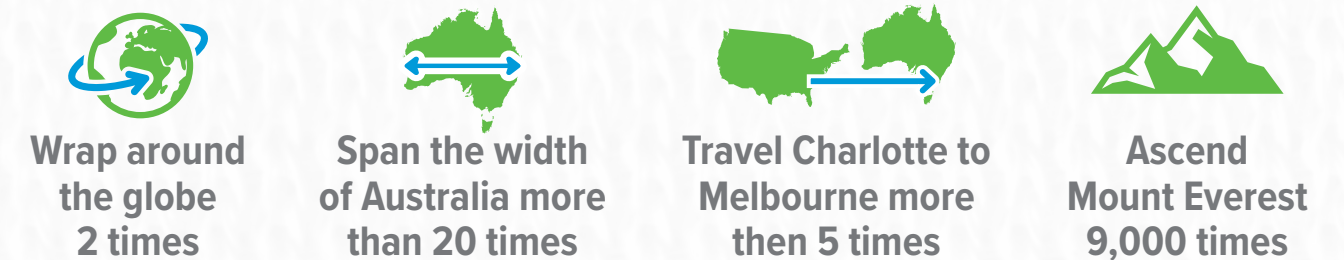 Wrap around
the globe
2 times
Span the width
of Australia more
than 20 times
Travel Charlotte to
Melbourne more
then 5 times
Ascend
Mount Everest
9,000 times